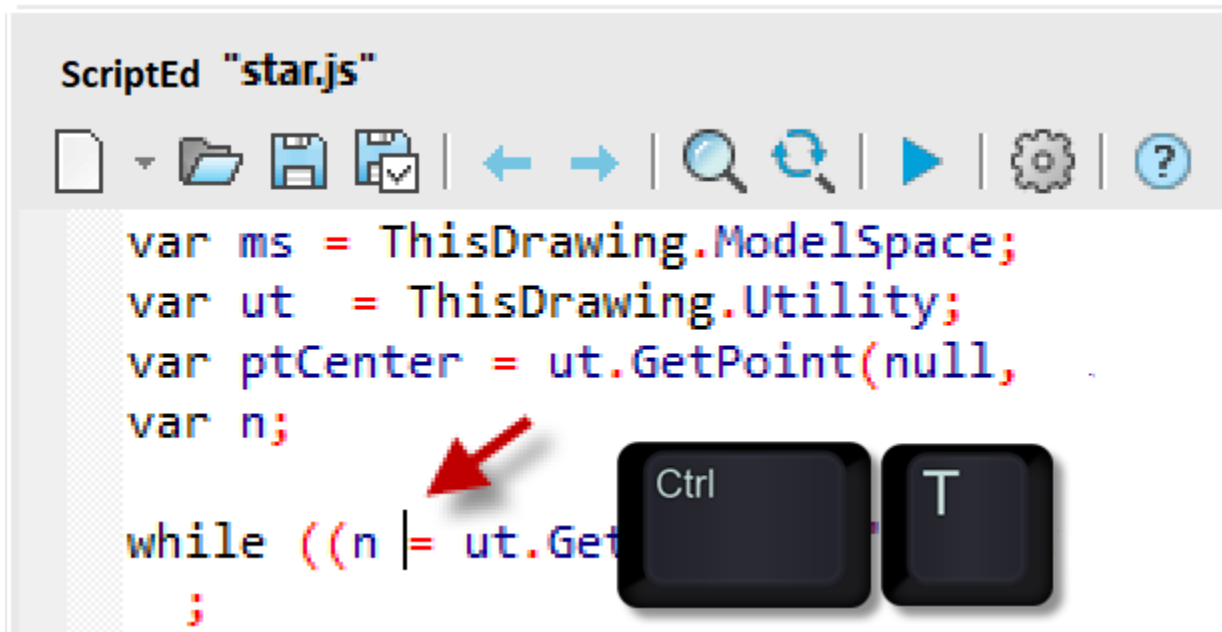 ScriptEd "star.js"
var ms = ThisDrawing.ModelSpace;
var ut  = ThisDrawing.Utility;
var ptCenter = ut.GetPoint(null,
var n;
while ((n = ut.Get
Ctrl T
;